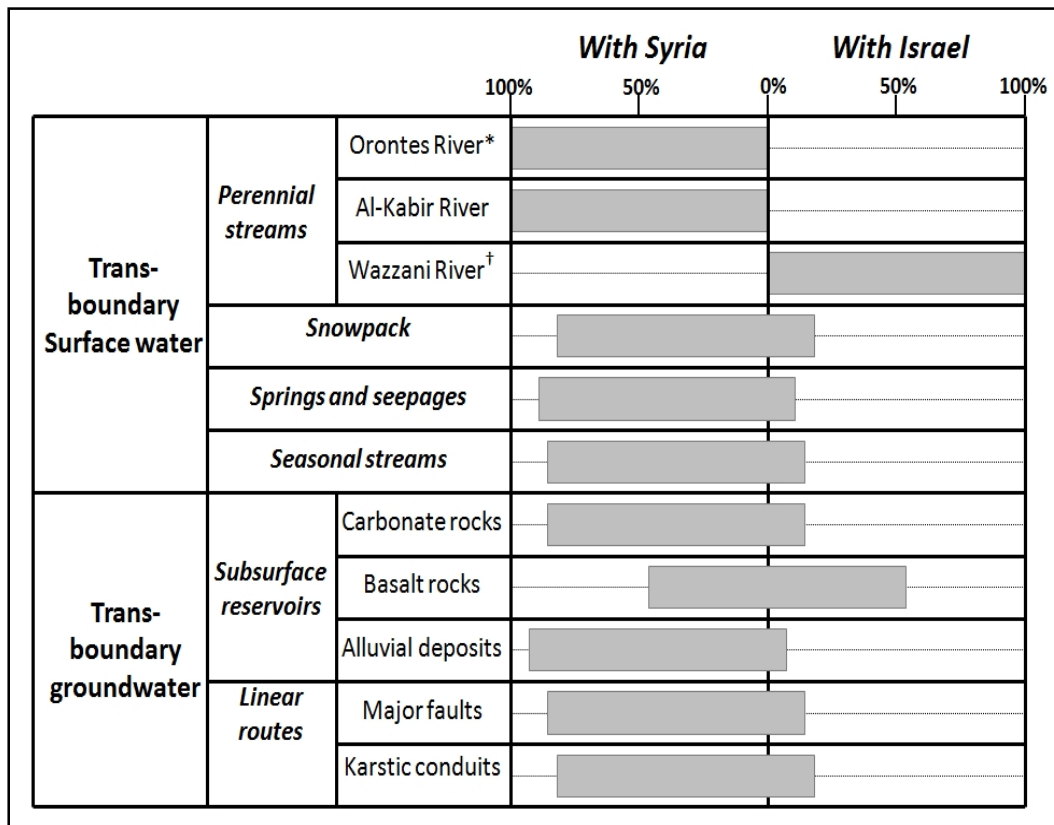 With Syria
With Israel
100%
50%
0%
50%
100%
Trans-
boundary
Surface water
Perennial
streams
Orontes River*
Al-Kabir River
Wazzani River†
Snowpack
Springs and seepages
Seasonal streams
Trans-
boundary
groundwater
Subsurface
reservoirs
Carbonate rocks
Basalt rocks
Alluvial deposits
Linear
routes
Major faults
Karstic conduits